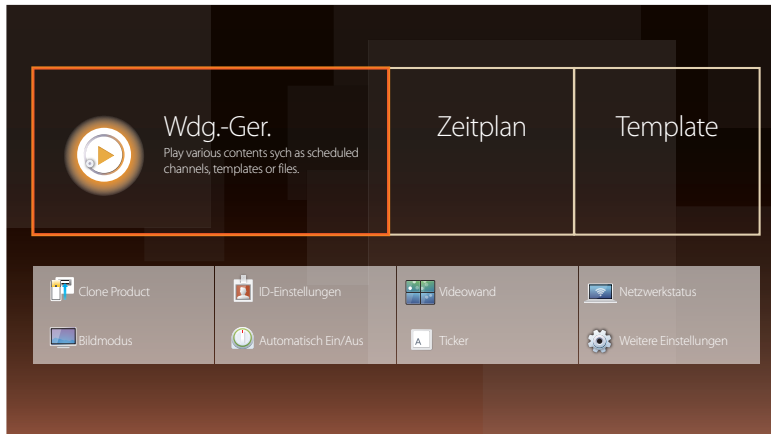 Wdg.-Ger.
Play various contents sych as scheduled
channels, templates or files.
Zeitplan
Template
Clone Product
ID-Einstellungen
Videowand
Netzwerkstatus
Bildmodus
Automatisch Ein/Aus
A
Ticker
Weitere Einstellungen